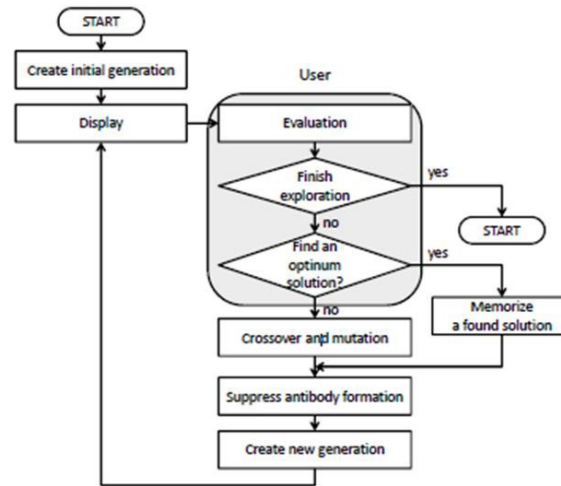 START
Create initial generation
User
Display
Evaluation
Finish
exploration
yes
no
START
Find an
optimum
solution?
yes
no
Memorize
a found solution
Crossover and mutation
Suppress antibody formation
Create new generation